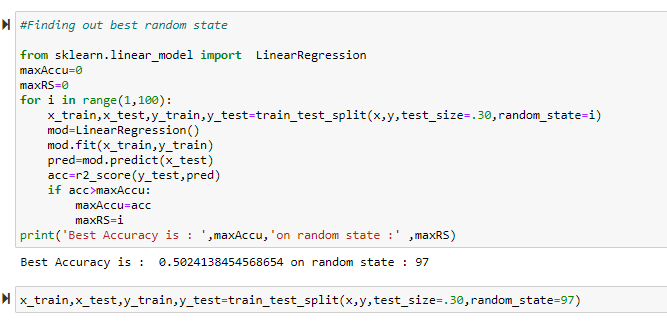 #Finding out best random state
from sklearn.linear_model import  LinearRegression
maxAccu=0
maxRS=0
for i in range(1,100):
    x_train,x_test,y_train,y_test=train_test_split(x,y,test_size=.30,random_state=i)
    mod=LinearRegression()
    mod.fit(x_train,y_train)
    pred=mod.predict(x_test)
    acc=r2_score(y_test,pred)
    if acc>maxAccu:
        maxAccu=acc
        maxRS=i
print('Best Accuracy is : ',maxAccu,'on random state :' ,maxRS)
Best Accuracy is :  0.5024138454568654 on random state : 97
x_train,x_test,y_train,y_test=train_test_split(x,y,test_size=.30,random_state=97)